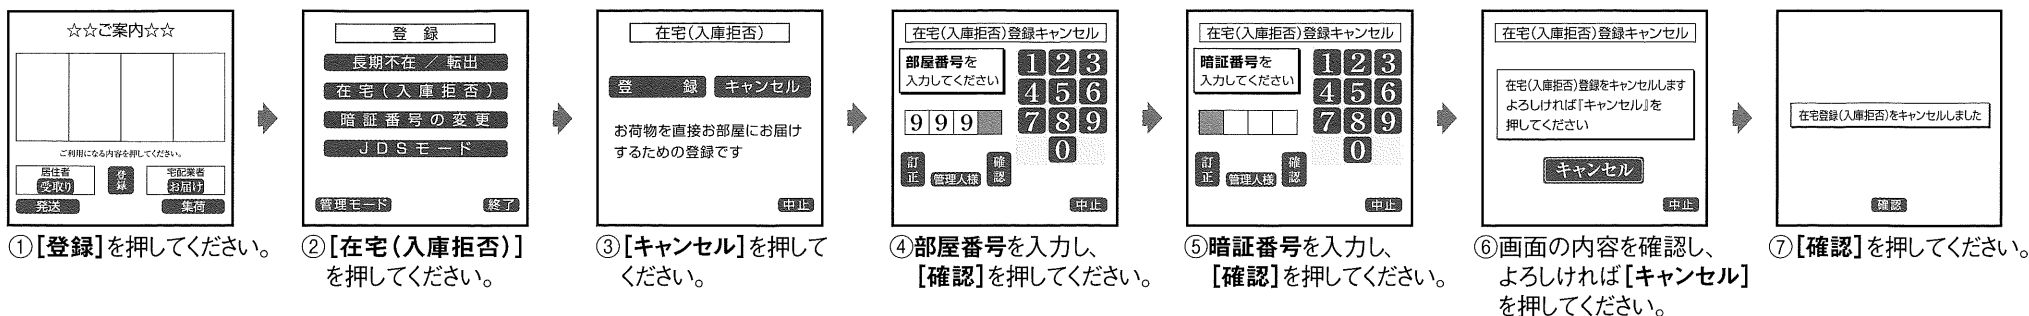 ☆☆ご案内☆☆
ご利用になる内容を押してください。
居住者
受取り
登録
宅配業者
お届け
発送
集荷
①[登録]を押してください。
登 録
長期不在 / 転出
在宅(入庫拒否)
暗証番号の変更
JDSモード
管理モード
終了
②[在宅(入庫拒否)]
を押してください。
在宅(入庫拒否)
登 録
キャンセル
お荷物を直接お部屋にお届け
するための登録です
中止
③[キャンセル]を押して
ください。
在宅(入庫拒否)登録キャンセル
部屋番号を
入力してください
1 2 3
4 5 6
7 8 9
0
9 9 9
訂正
管理人様
確認
中止
④部屋番号を入力し、
[確認]を押してください。
在宅(入庫拒否)登録キャンセル
暗証番号を
入力してください
1 2 3
4 5 6
7 8 9
0
訂正
管理人様
確認
中止
⑤暗証番号を入力し、
[確認]を押してください。
在宅(入庫拒否)登録キャンセル
在宅(入庫拒否)登録をキャンセルします
よろしければ『キャンセル』を
押してください
キャンセル
中止
⑥画面の内容を確認し、
よろしければ[キャンセル]
を押してください。
在宅登録(入庫拒否)をキャンセルしました
確認
⑦[確認]を押してください。